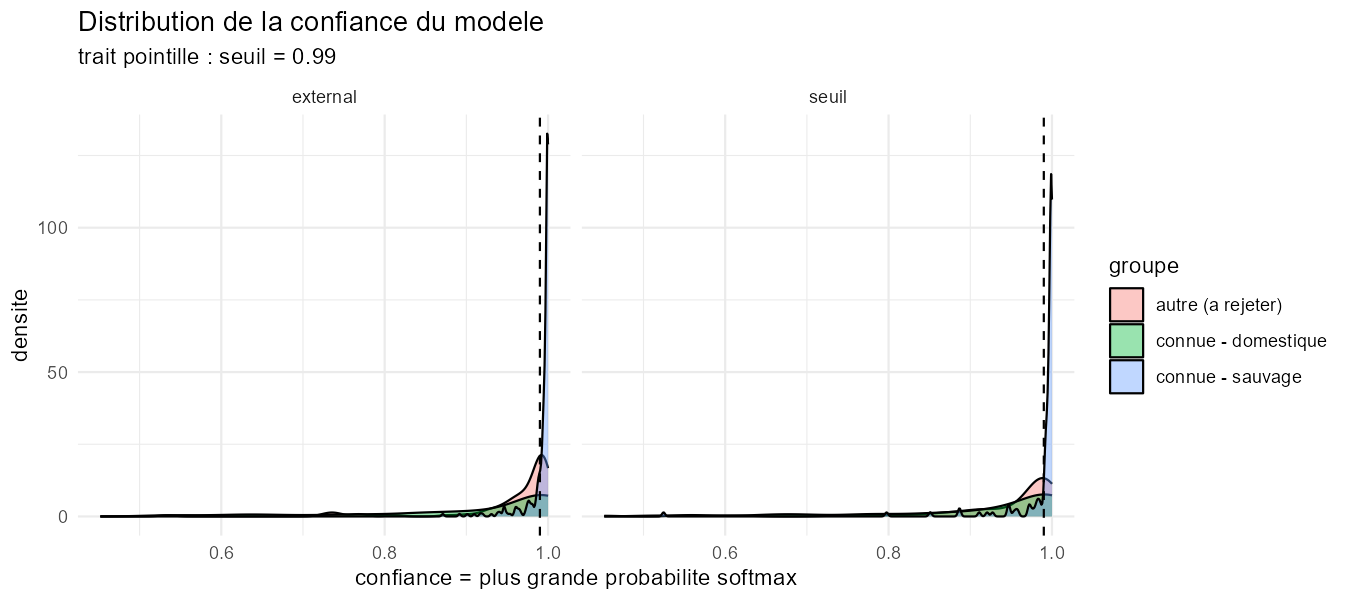 Distribution de la confiance du modele
trait pointille : seuil = 0.99
external
seuil
densite
100
50
0
0.6
0.8
1.0
0.6
0.8
1.0
confiance = plus grande probabilite softmax
groupe
autre (a rejeter)
connue - domestique
connue - sauvage